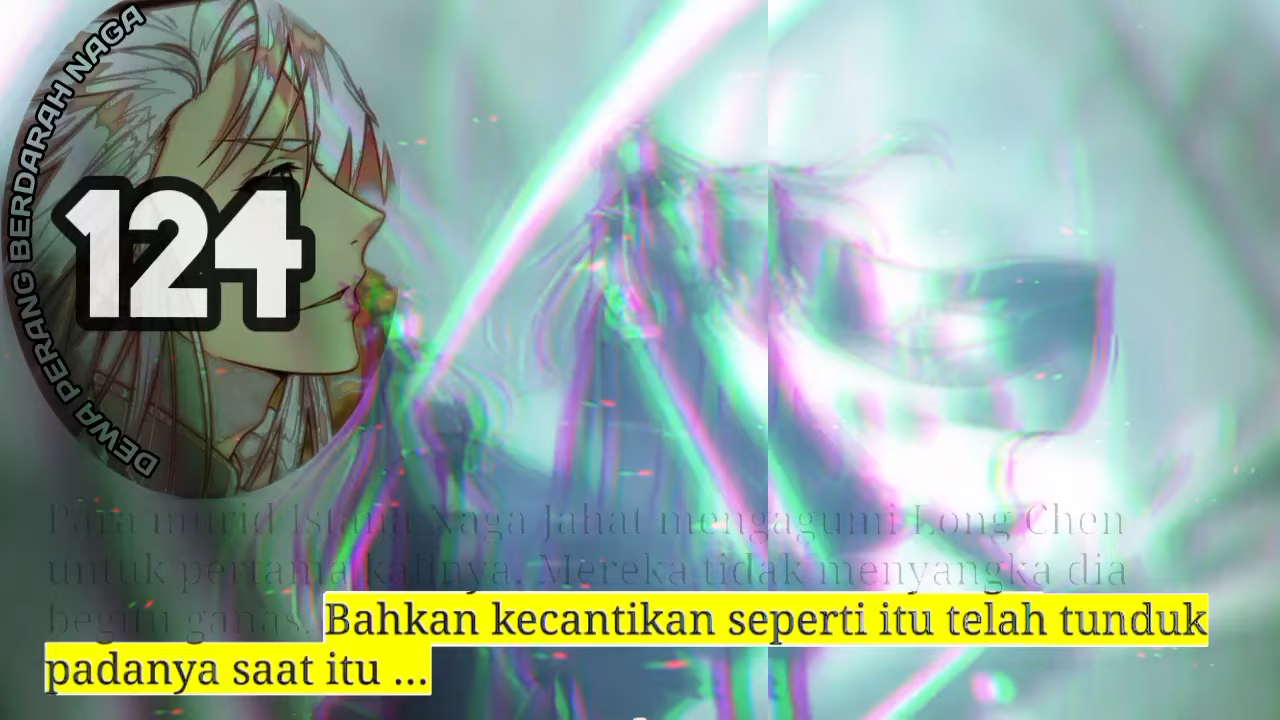 DEWA PERANG BERDARAH NAGA
124
Para murid Istana Naga Jahat mengagumi Long Chen
untuk pertama kalinya. Mereka tidak menyangka dia
begitu ganas. Bahkan kecantikan seperti itu telah tunduk
padanya saat itu ...